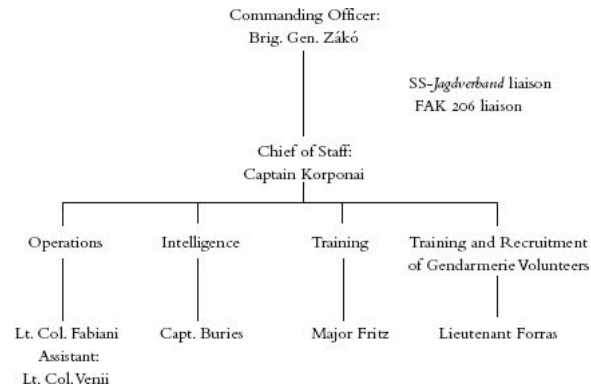 Commanding Officer:
Brig. Gen. Zákó
SS-Jagdverband liaison
FAK 206 liaison
Chief of Staff:
Captain Korponai
Operations
Intelligence
Training
Training and Recruitment
of Gendarmerie Volunteers
Lt. Col. Fabiani
Assistant:
Lt. Col. Venii
Capt. Buries
Major Fritz
Lieutenant Forras